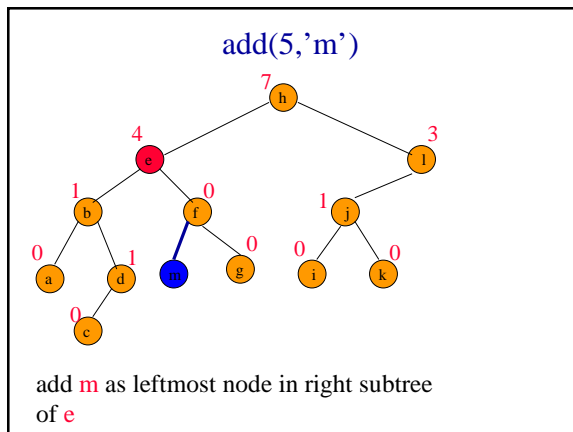 add(5,’m’)
7
h
4
3
e
l
1
0
b
f
1
j
0
1
0
0
0
a
d
m
g
i
k
0
c
add m as leftmost node in right subtree
of e